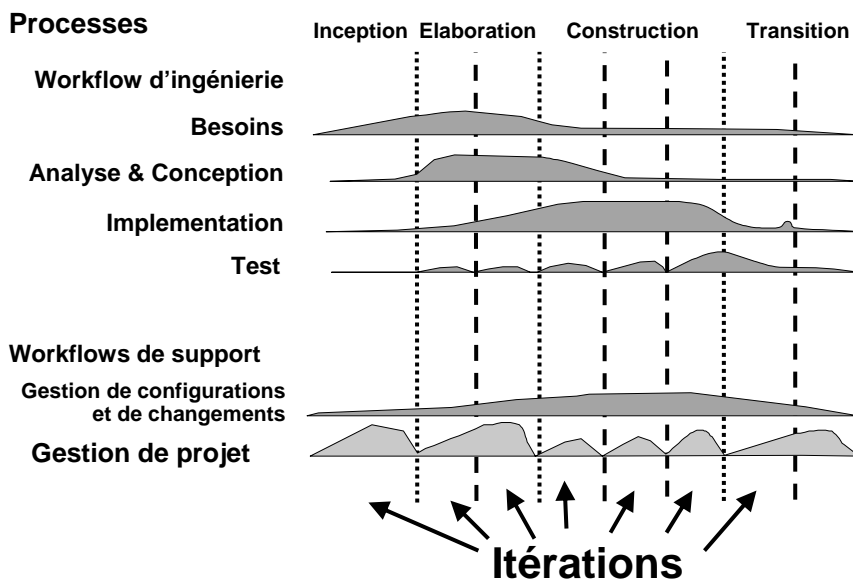 Processes
Inception Elaboration Construction Transition
Workflow d’ingénierie
Besoins
Analyse & Conception
Implementation
Test
Workflows de support
Gestion de configurations
et de changements
Gestion de projet
Itérations